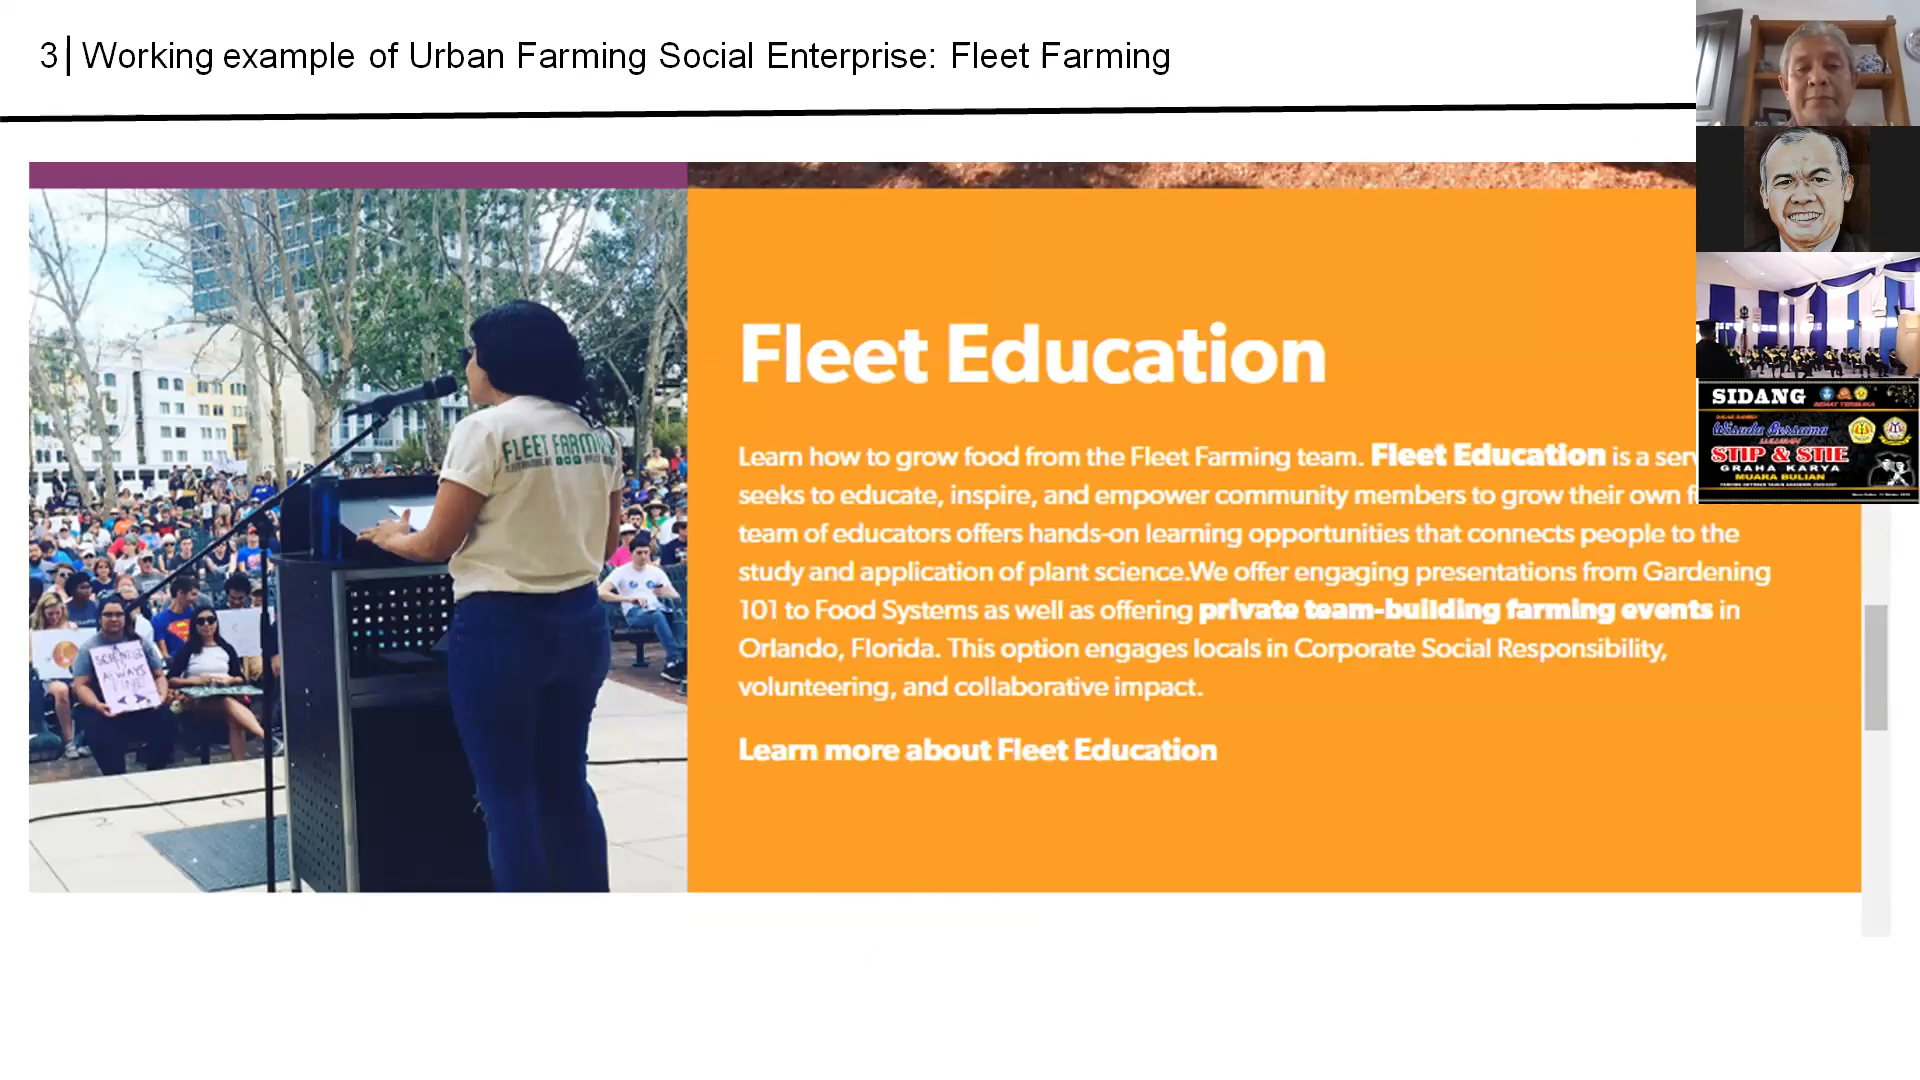 3 Working example of Urban Farming Social Enterprise: Fleet Farming
Fleet Education
Learn how to grow food from the Fleet Farming team. Fleet Education is a
seeks to educate, inspire, and empower community members to grow their own
team of educators offers hands-on learning opportunities that connects people to the
study and application of plant science.We offer engaging presentations from Gardening
101 to Food Systems as well as offering private team-building farming events in
Orlando, Florida. This option engages locals in Corporate Social Responsibility,
volunteering, and collaborative impact.
Learn more about Fleet Education
FLEET FARMING
SCIENTIST
ALWAYS
SIDANG
SENAT TERBUKA
Wisuda Bersama
LULUSAN
STIP & STIE
GRAHA KARYA
MUARA BULIAN